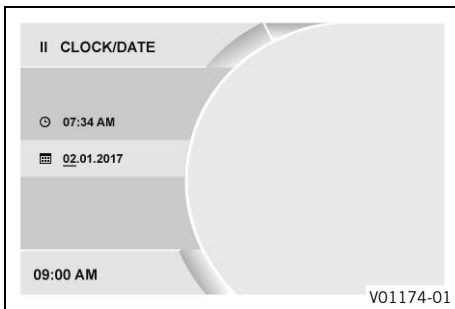 II CLOCK/DATE
07:34 AM
02.01.2017
09:00 AM
V01174-01